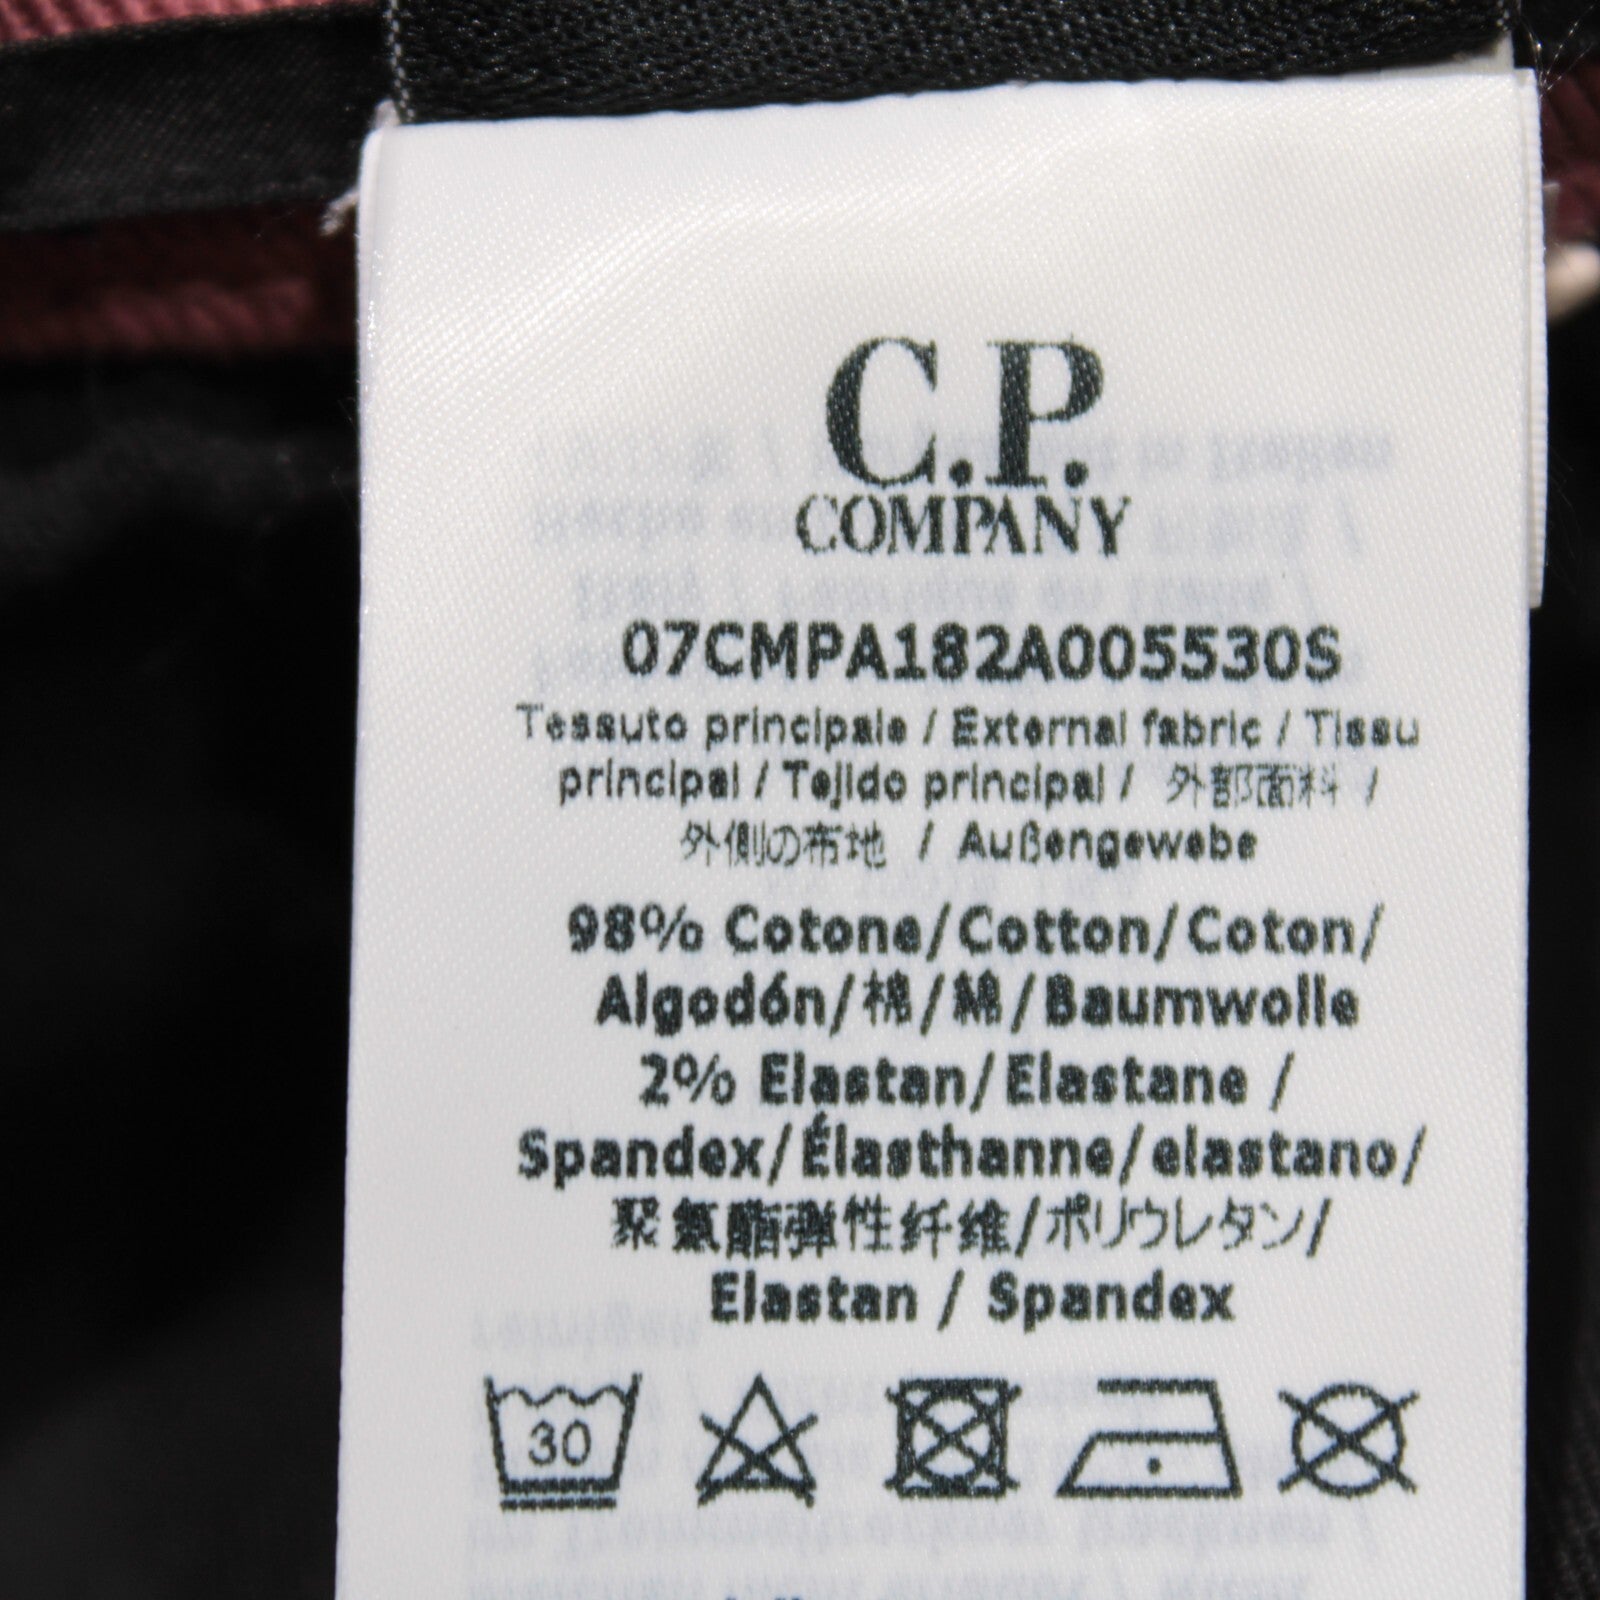 C.P.
COMPANY
07CMPA182A005530S
Tessuto principale / External fabric / Tissu
principal / Tejido principal / 外部面料 /
外側の布地 / Außengewebe
98% Cotone/Cotton/Coton/
Algodón/棉/綿/Baumwolle
2% Elastan/Elastane /
Spandex/Élasthanne/elastano/
聚氨酯弹性纤维/ポリウレタン/
Elastan / Spandex
30